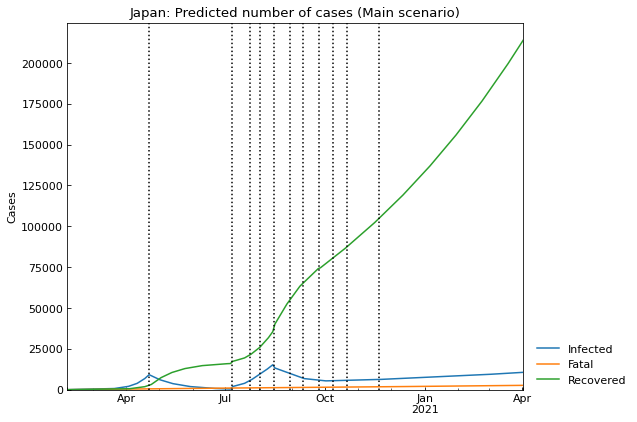 Japan: Predicted number of cases (Main scenario)
Cases
200000
175000
150000
125000
100000
75000
50000
25000
0
Apr
Jul
Oct
Jan
2021
Apr
Infected
Fatal
Recovered